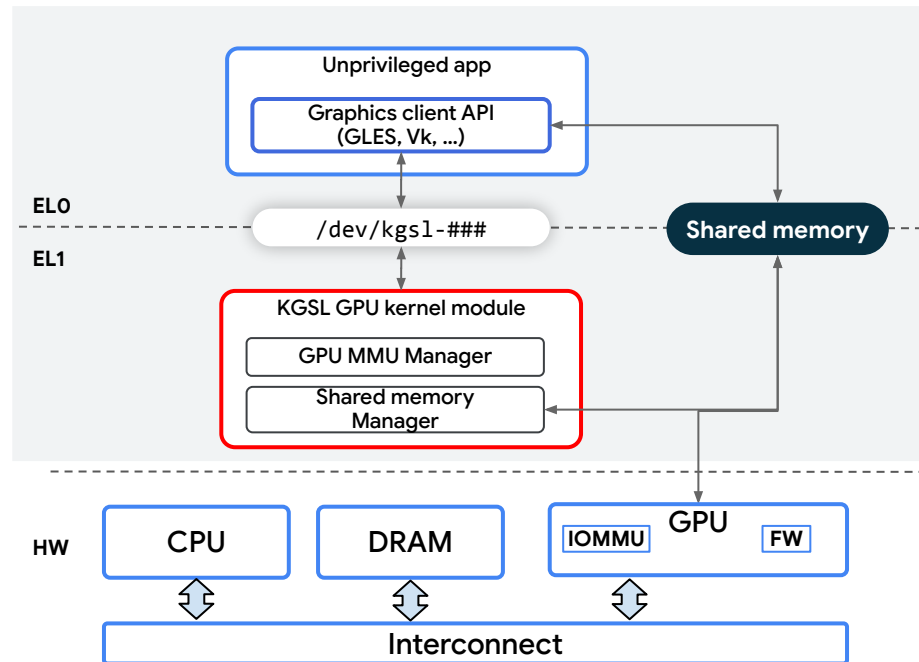 Unprivileged app
Graphics client API
(GLES, Vk, ...)
EL0
/dev/kgsl-###
Shared memory
EL1
KGSL GPU kernel module
GPU MMU Manager
Shared memory
Manager
HW
CPU
DRAM
GPU
IOMMU
FW
Interconnect